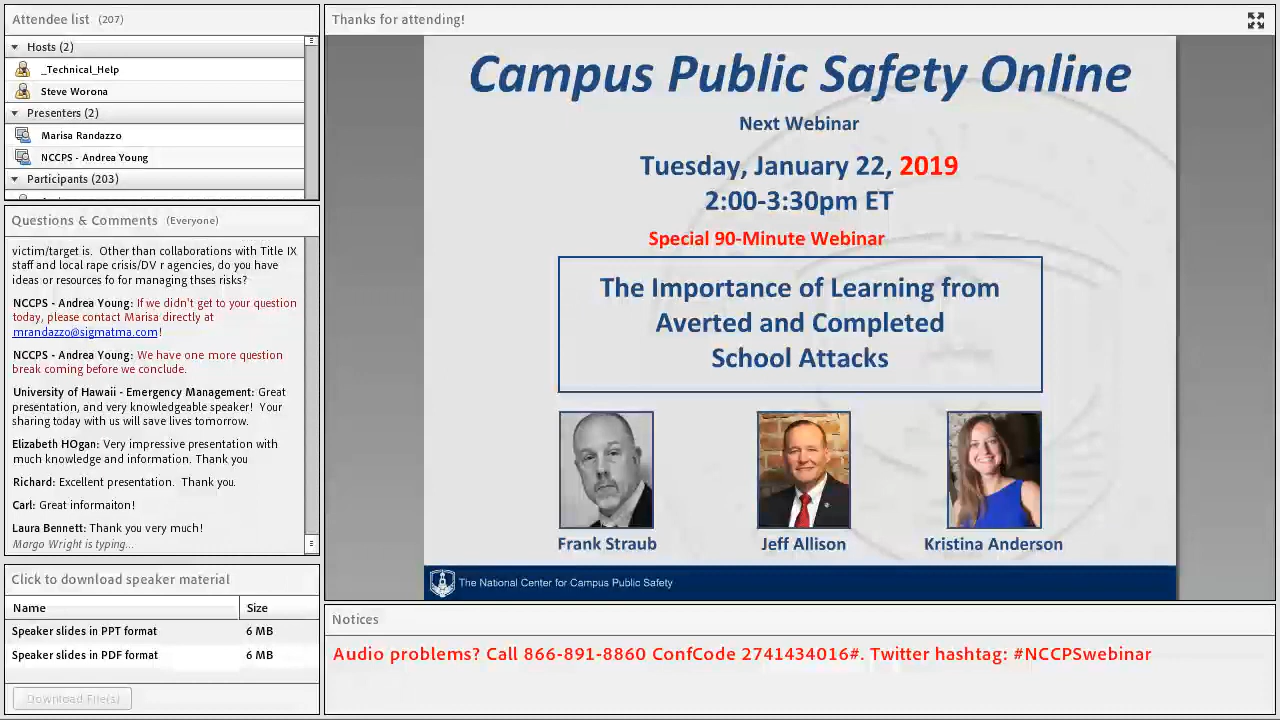 Attendee list (207)
Hosts (2)
_Technical_Help
Steve Worona
Presenters (2)
Marisa Randazzo
NCCPS - Andrea Young
Participants (203)
Questions & Comments (Everyone)
victim/target is. Other than collaborations with Title IX
staff and local rape crisis/DV r agencies, do you have
ideas or resources fo for managing thses risks?
NCCPS - Andrea Young: If we didn't get to your question
today, please contact Marisa directly at
mrandazzo@sigmatma.com!
NCCPS - Andrea Young: We have one more question
break coming before we conclude.
University of Hawaii - Emergency Management: Great
presentation, and very knowledgeable speaker! Your
sharing today with us will save lives tomorrow.
Elizabeth HOgan: Very impressive presentation with
much knowledge and information. Thank you
Richard: Excellent presentation. Thank you.
Carl: Great informaiton!
Laura Bennett: Thank you very much!
Margo Wright is typing...
Click to download speaker material
Name Size
Speaker slides in PPT format 6 MB
Speaker slides in PDF format 6 MB
Download File(s)
Thanks for attending!
Campus Public Safety Online
Next Webinar
Tuesday, January 22, 2019
2:00-3:30pm ET
Special 90-Minute Webinar
The Importance of Learning from
Averted and Completed
School Attacks
Frank Straub Jeff Allison Kristina Anderson
The National Center for Campus Public Safety
Notices
Audio problems? Call 866-891-8860 ConfCode 2741434016#. Twitter hashtag: #NCCPSwebinar